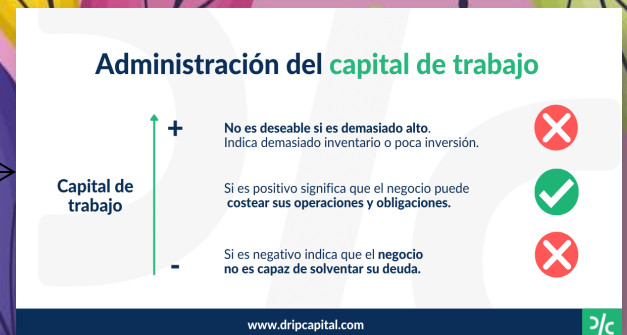 Administración del capital de trabajo
+
No es deseable si es demasiado alto.
Indica demasiado inventario o poca inversión.
Capital de
trabajo
Si es positivo significa que el negocio puede
costear sus operaciones y obligaciones.
-
Si es negativo indica que el negocio
no es capaz de solventar su deuda.
www.dripcapital.com
D/c